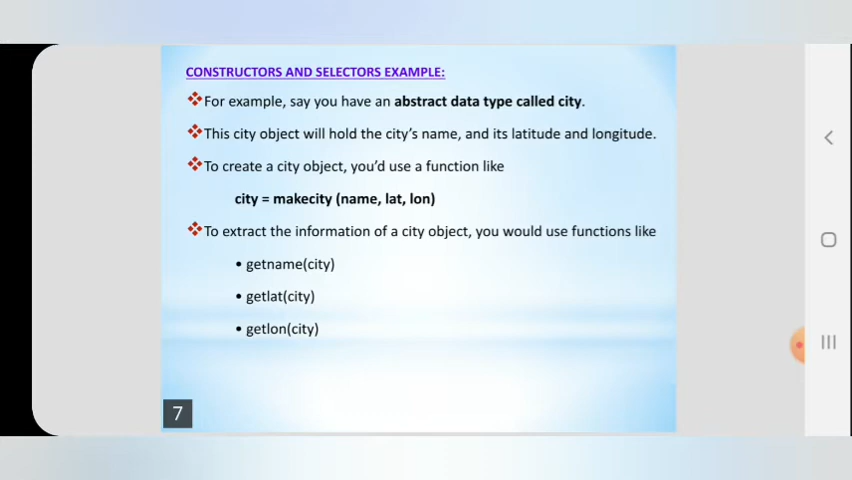 CONSTRUCTORS AND SELECTORS EXAMPLE:
For example, say you have an abstract data type called city.
This city object will hold the city's name, and its latitude and longitude.
To create a city object, you'd use a function like
city = makecity (name, lat, lon)
To extract the information of a city object, you would use functions like
• getname(city)
• getlat(city)
• getlon(city)
7